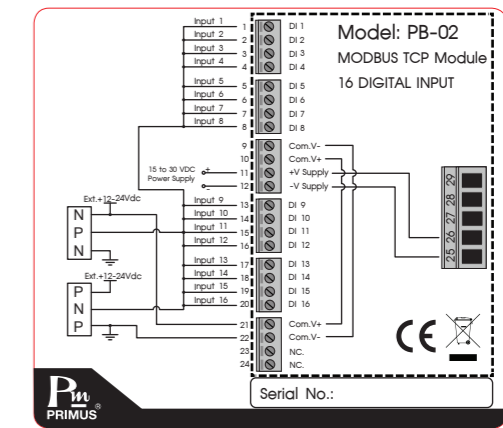 Model: PB-02
MODBUS TCP Module
16 DIGITAL INPUT
Input 1 1 DI 1
Input 2 2 DI 2
Input 3 3 DI 3
Input 4 4 DI 4
Input 5 5 DI 5
Input 6 6 DI 6
Input 7 7 DI 7
Input 8 8 DI 8
9 Com.V-
10 Com.V+
15 to 30 VDC
Power Supply
+ 11 +V Supply
- 12 -V Supply
Input 9 13 DI 9
Input 10 14 DI 10
Input 11 15 DI 11
Input 12 16 DI 12
Input 13 17 DI 13
Input 14 18 DI 14
Input 15 19 DI 15
Input 16 20 DI 16
21 Com.V+
22 Com.V-
23 NC.
24 NC.
Ext.+12-24Vdc
N
P
N
Ext.+12-24Vdc
P
N
P
29
28
27
26
25
CE
Serial No.:
Pm
PRIMUS®